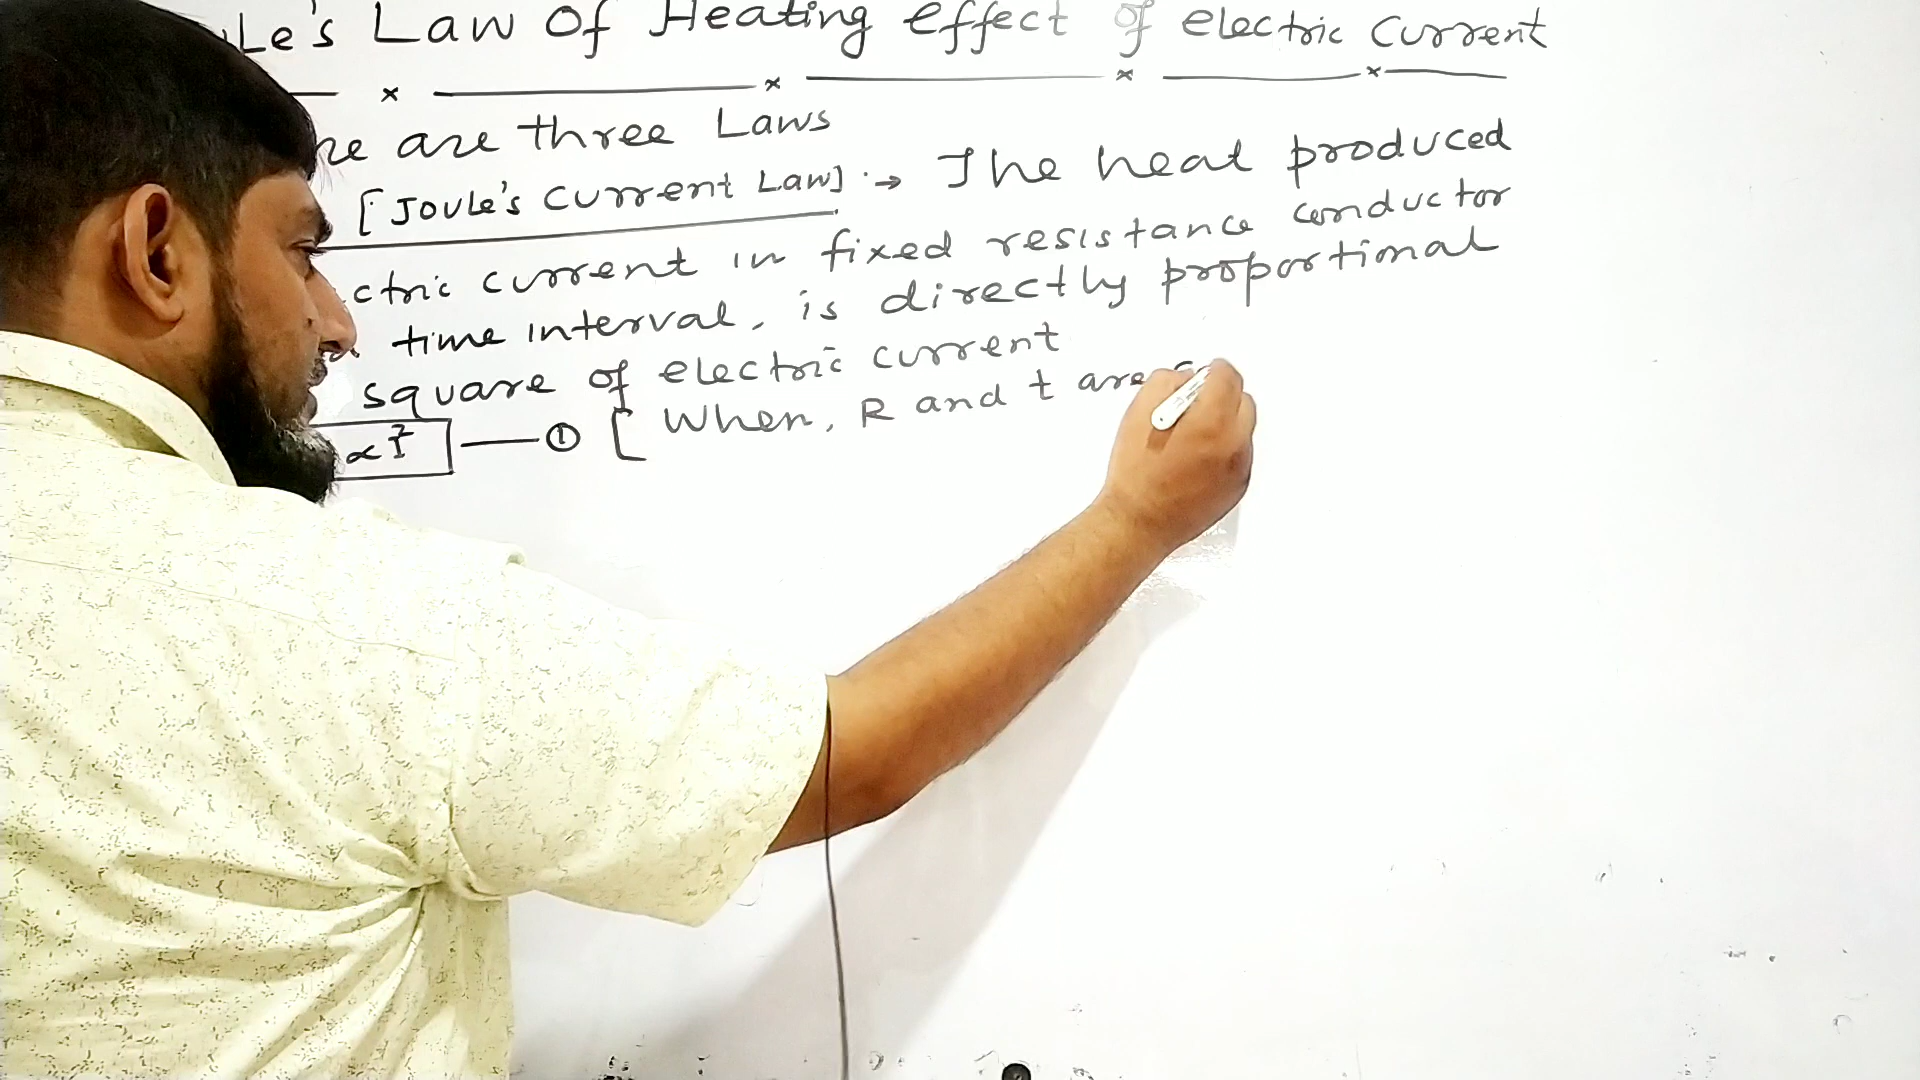 Le's Law Of Heating effect of electric Current
are three Laws
[Joule's Current Law] → The heat produced
ctric current in fixed resistance conductor
time interval, is directly proportional
square of electric current
∝ I² —— ① [ When, R and t are